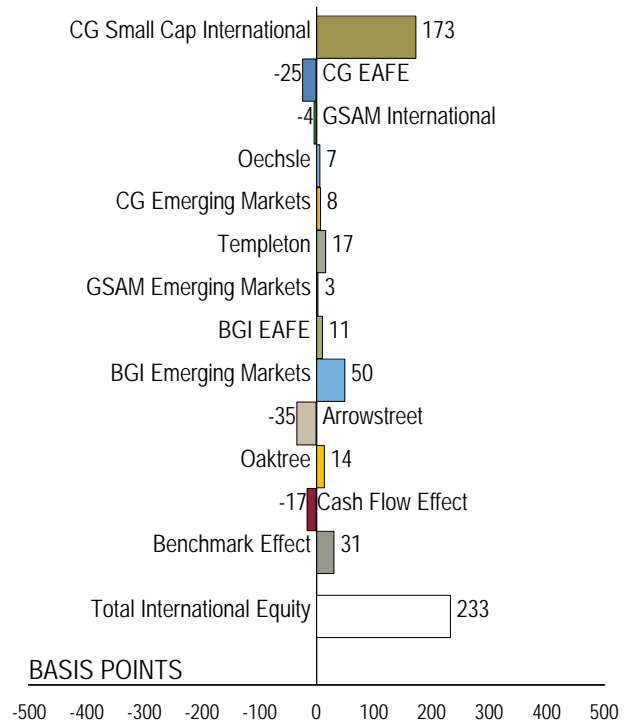 CG Small Cap International 173
-25 CG EAFE
-4 GSAM International
Oechsle 7
CG Emerging Markets 8
Templeton 17
GSAM Emerging Markets 3
BGI EAFE 11
BGI Emerging Markets 50
-35 Arrowstreet
Oaktree 14
-17 Cash Flow Effect
Benchmark Effect 31
Total International Equity 233
BASIS POINTS
-500 -400 -300 -200 -100 0 100 200 300 400 500